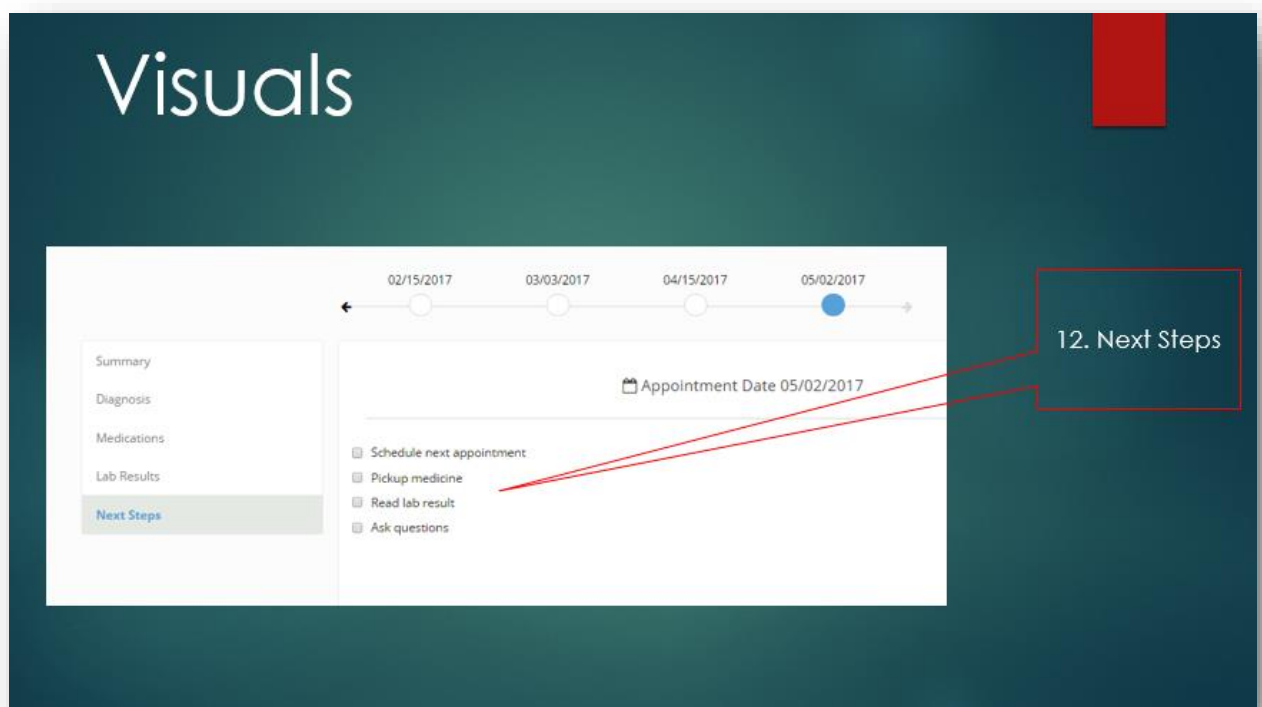 Visuals
02/15/2017 03/03/2017 04/15/2017 05/02/2017
Summary
Diagnosis
Medications
Lab Results
Next Steps
Appointment Date 05/02/2017
Schedule next appointment
Pickup medicine
Read lab result
Ask questions
12. Next Steps